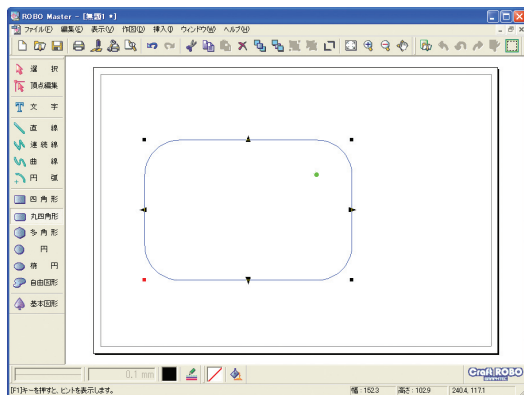 ROBO Master - [無題1 *]
ファイル(F) 編集(E) 表示(V) 作図(D) 挿入(I) ウィンドウ(W) ヘルプ(H)
選 択
頂点編集
文 字
直 線
連 続 線
曲 線
円 弧
四 角 形
丸四角形
多 角 形
円
楕 円
自由図形
基本図形
0.1 mm
Craft ROBO
GRAPHTEC
[F1]キーを押すと、ヒントを表示します。
幅 : 152.3 高さ : 102.9 240.4, 117.1